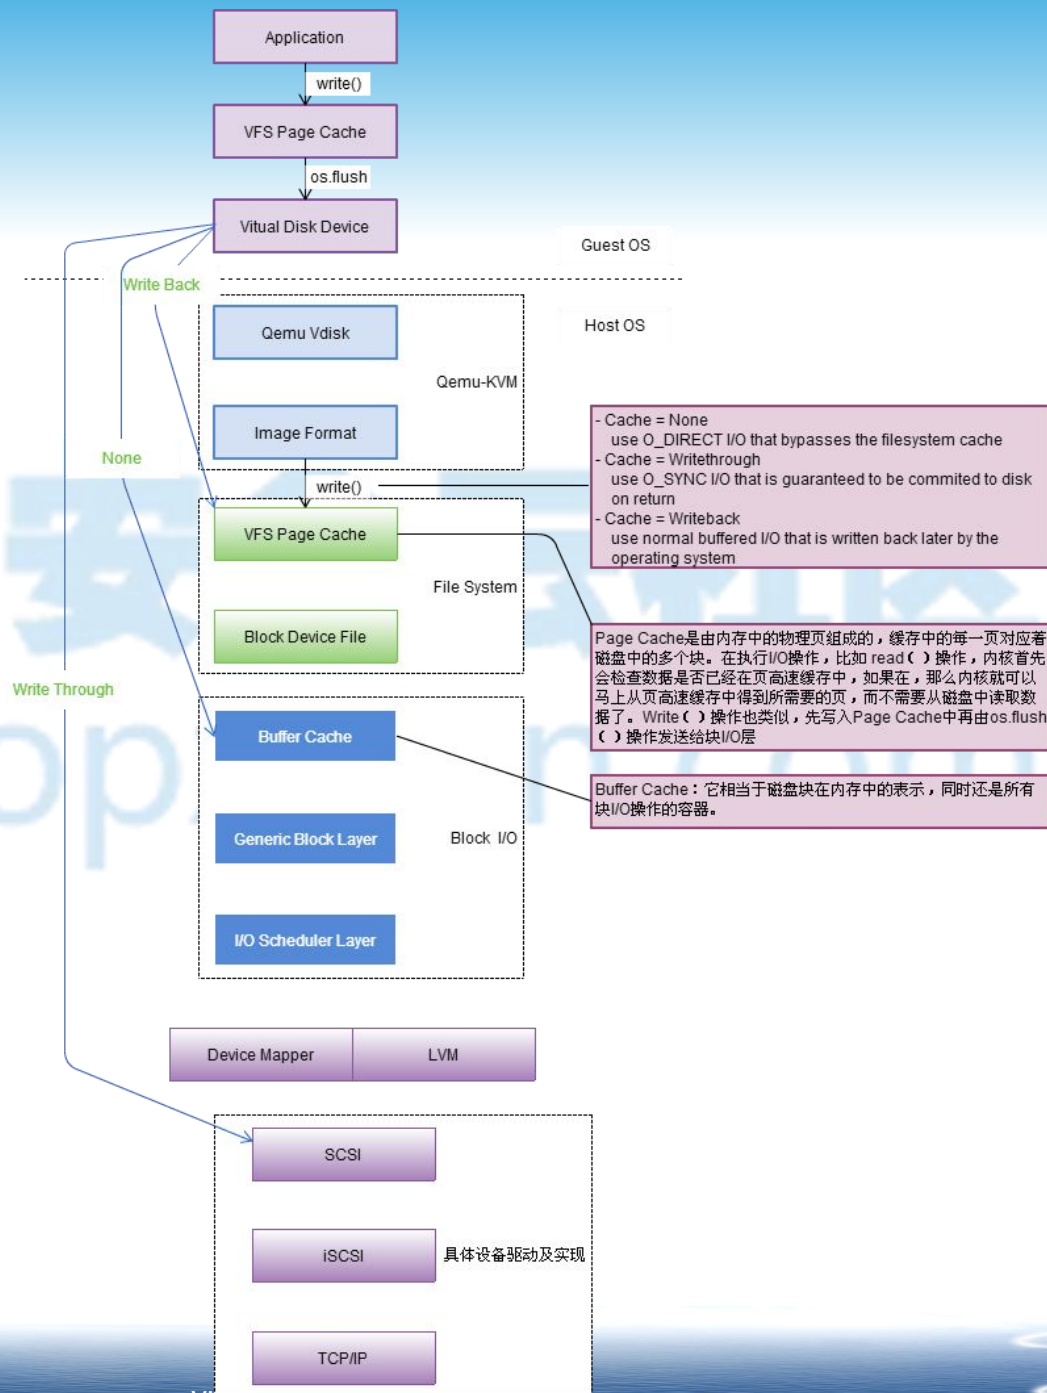 Application
write()
VFS Page Cache
os.flush
Vitual Disk Device
Guest OS
Write Back
Host OS
Qemu Vdisk
Qemu-KVM
Image Format
None
write()
- Cache = None
use O_DIRECT I/O that bypasses the filesystem cache
- Cache = Writethrough
use O_SYNC I/O that is guaranteed to be commited to disk
on return
- Cache = Writeback
use normal buffered I/O that is written back later by the
operating system
VFS Page Cache
File System
Block Device File
Page Cache是由内存中的物理页组成的，缓存中的每一页对应着
磁盘中的多个块。在执行I/O操作，比如 read（ ）操作，内核首先
会检查数据是否已经在页高速缓存中，如果在，那么内核就可以
马上从页高速缓存中得到所需要的页，而不需要从磁盘中读取数
据了。Write（ ）操作也类似，先写入Page Cache中再由os.flush
（ ）操作发送给块I/O层
Write Through
Buffer Cache
Buffer Cache：它相当于磁盘块在内存中的表示，同时还是所有
块I/O操作的容器。
Generic Block Layer
Block I/O
I/O Scheduler Layer
Device Mapper
LVM
SCSI
iSCSI
具体设备驱动及实现
TCP/IP